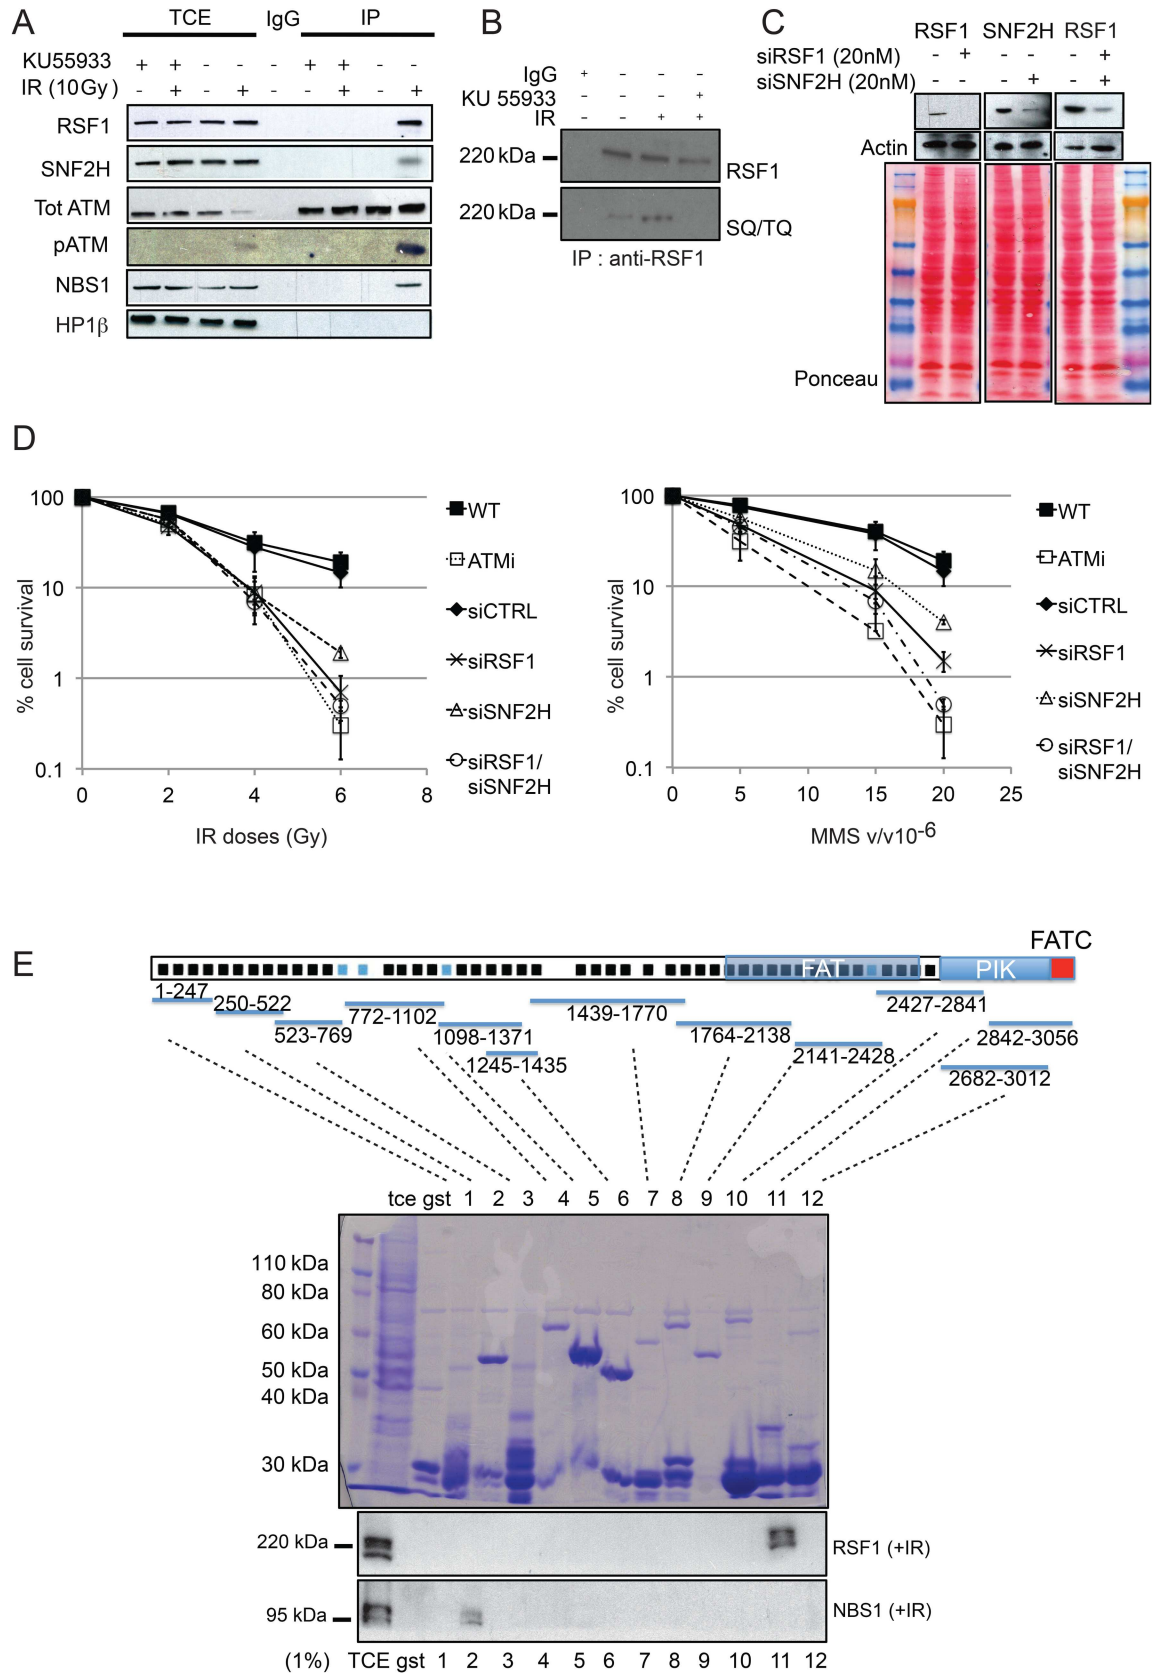 A
TCE IgG IP
KU55933 + + - - - + + - -
IR (10Gy) - + - + - - + - +
RSF1
SNF2H
Tot ATM
pATM
NBS1
HP1β
B
IgG + - - -
KU 55933 - - - +
IR - - + +
220 kDa
RSF1
220 kDa
SQ/TQ
IP : anti-RSF1
C
RSF1 SNF2H RSF1
siRSF1 (20nM) - + - +
siSNF2H (20nM) - + - +
Actin
Ponceau
D
100
10
1
0.1
% cell survival
0 2 4 6 8
IR doses (Gy)
WT
ATMi
siCTRL
siRSF1
siSNF2H
siRSF1/
siSNF2H
100
10
1
0.1
% cell survival
0 5 10 15 20 25
MMS v/v10-6
WT
ATMi
siCTRL
siRSF1
siSNF2H
siRSF1/
siSNF2H
E
FATC
FAT PIK
1-247
250-522
523-769
772-1102
1098-1371
1245-1435
1439-1770
1764-2138
2141-2428
2427-2841
2842-3056
2682-3012
tce gst 1 2 3 4 5 6 7 8 9 10 11 12
110 kDa
80 kDa
60 kDa
50 kDa
40 kDa
30 kDa
220 kDa
RSF1 (+IR)
95 kDa
NBS1 (+IR)
(1%) TCE gst 1 2 3 4 5 6 7 8 9 10 11 12